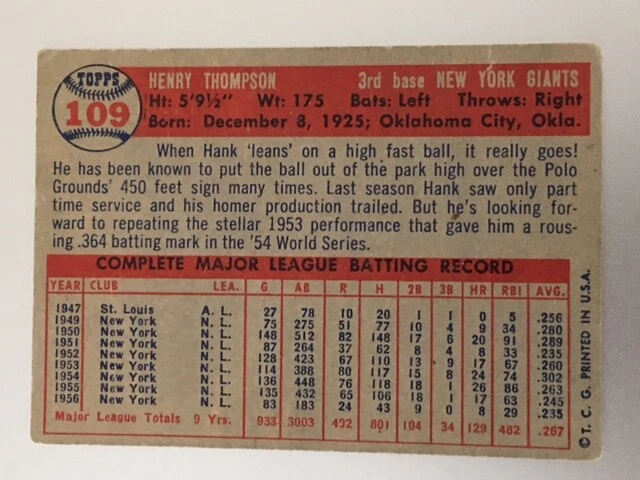 TOPPS
109
HENRY THOMPSON 3rd base NEW YORK GIANTS
Ht: 5'9½" Wt: 175 Bats: Left Throws: Right
Born: December 8, 1925; Oklahoma City, Okla.
When Hank 'leans' on a high fast ball, it really goes!
He has been known to put the ball out of the park high over the Polo
Grounds' 450 feet sign many times. Last season Hank saw only part
time service and his homer production trailed. But he's looking for-
ward to repeating the stellar 1953 performance that gave him a rous-
ing .364 batting mark in the '54 World Series.
COMPLETE MAJOR LEAGUE BATTING RECORD
YEAR CLUB LEA. G AB R H 2B 3B HR RBI AVG.
1947 St. Louis A. L. 27 78 10 20 1 1 0 5 .256
1949 New York N. L. 75 275 51 77 10 4 9 34 .280
1950 New York N. L. 148 512 82 148 17 6 20 91 .289
1951 New York N. L. 87 264 37 62 8 4 8 33 .235
1952 New York N. L. 128 423 67 110 13 9 17 67 .260
1953 New York N. L. 114 388 80 117 15 8 24 74 .302
1954 New York N. L. 136 448 76 118 18 1 26 86 .263
1955 New York N. L. 135 432 65 106 13 1 17 63 .245
1956 New York N. L. 83 183 24 43 9 0 8 29 .235
Major League Totals 9 Yrs. 933 3003 492 801 104 34 129 482 .267
© T. C. G. PRINTED IN U.S.A.